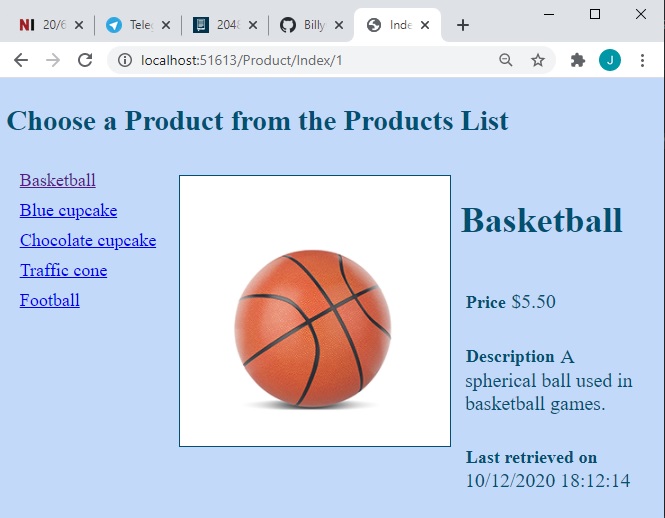 NI 20/6
Tele
2048
Billy
Inde
localhost:51613/Product/Index/1
J
Choose a Product from the Products List
Basketball
Blue cupcake
Chocolate cupcake
Traffic cone
Football
Basketball
Price $5.50
Description A
spherical ball used in
basketball games.
Last retrieved on
10/12/2020 18:12:14